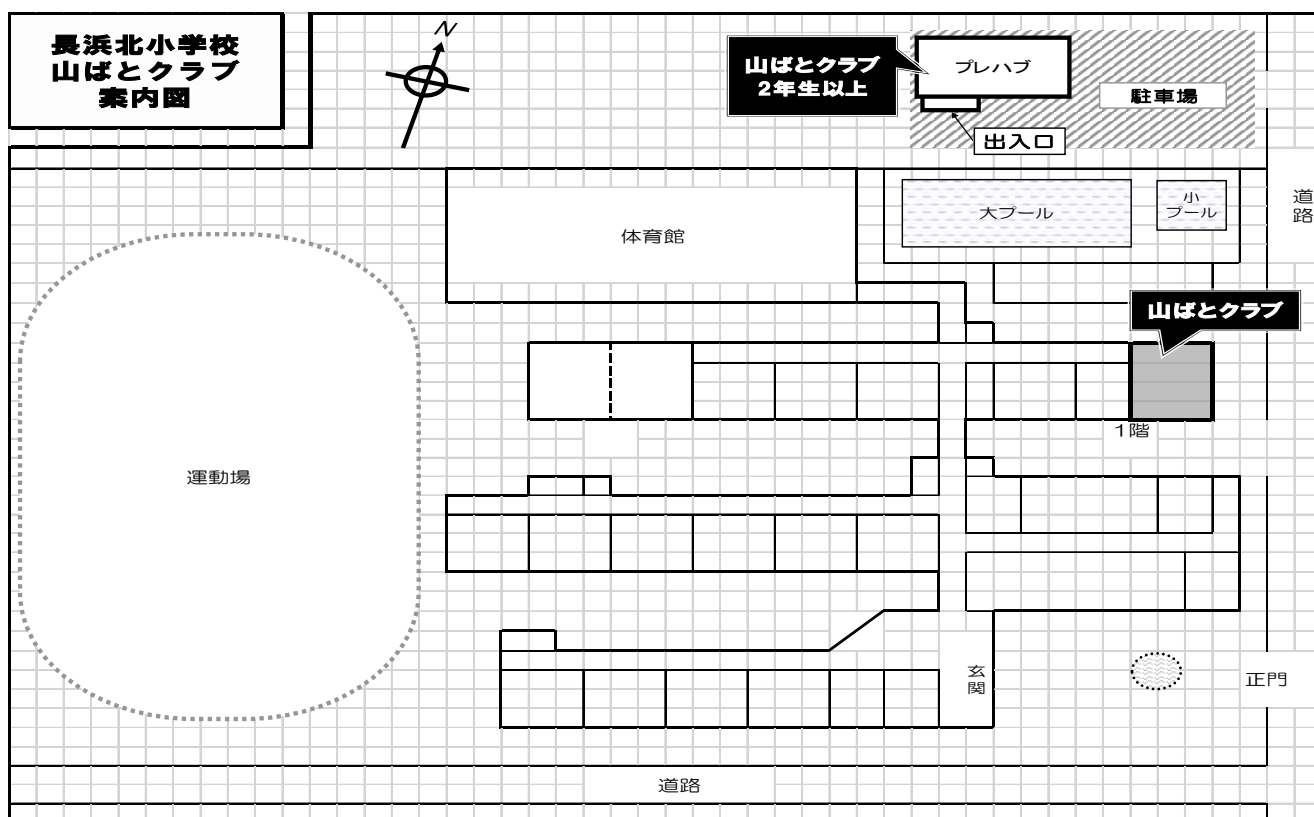 長浜北小学校
山ばとクラブ
案内図
N
山ばとクラブ
2年生以上
プレハブ
駐車場
出入口
大プール
小
プール
道
路
体育館
山ばとクラブ
1階
運動場
玄
関
正門
道路